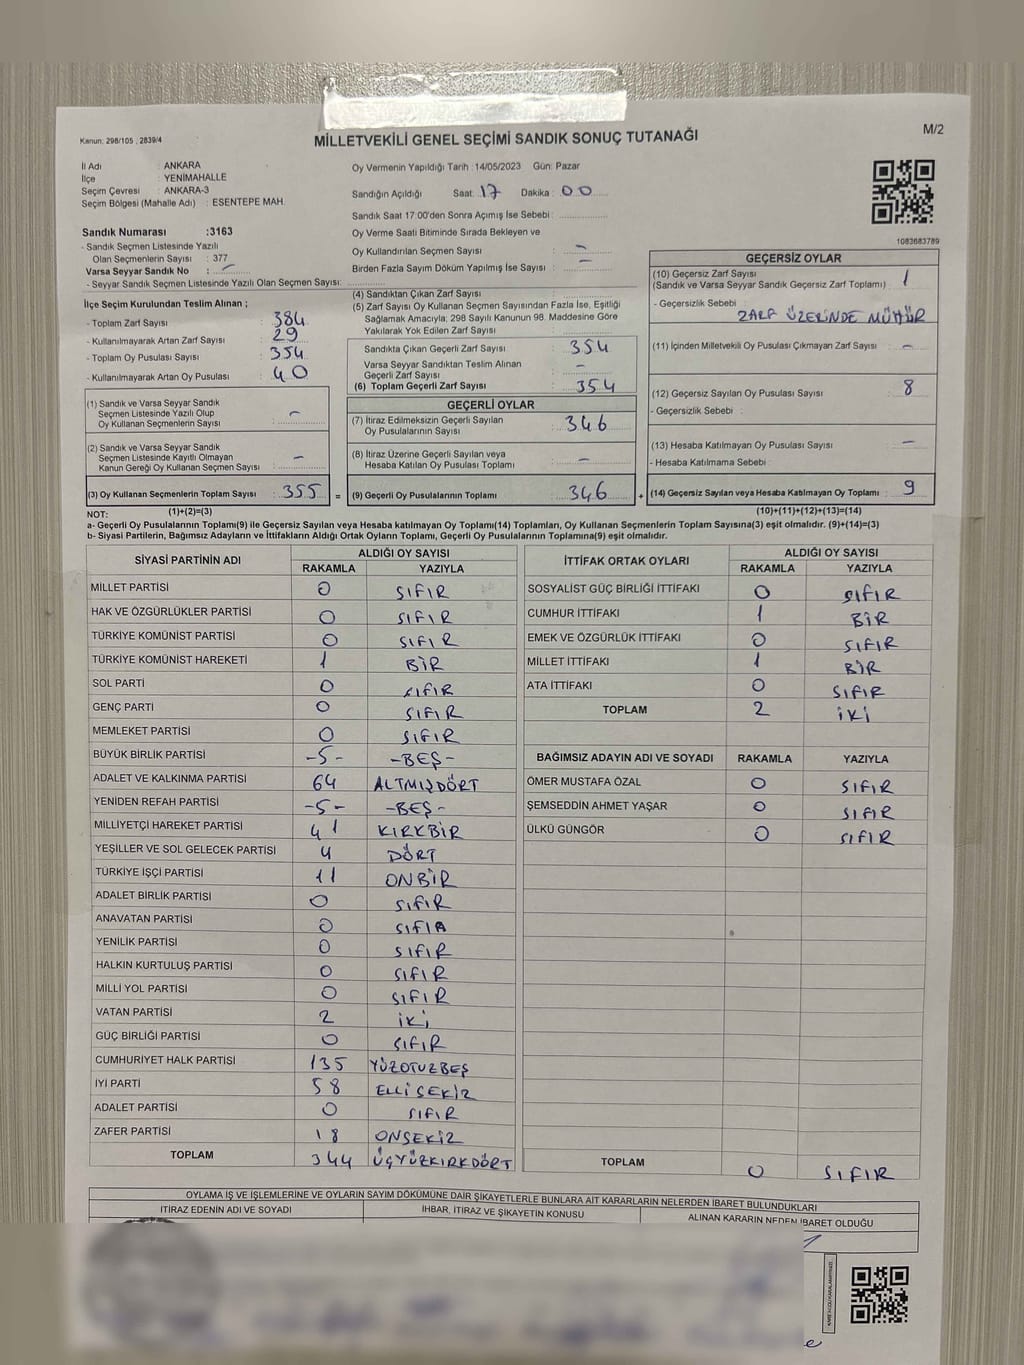 Kanun: 298/105 ; 2839/4
MİLLETVEKİLİ GENEL SEÇİMİ SANDIK SONUÇ TUTANAĞI
M/2
İl Adı : ANKARA
İlçe : YENİMAHALLE
Seçim Çevresi : ANKARA-3
Seçim Bölgesi (Mahalle Adı) : ESENTEPE MAH.
Oy Vermenin Yapıldığı Tarih : 14/05/2023 Gün: Pazar
Sandığın Açıldığı Saat: 17 Dakika : 00
Sandık Saat 17:00'den Sonra Açımış İse Sebebi :
Oy Verme Saati Bitiminde Sırada Bekleyen ve
Oy Kullandırılan Seçmen Sayısı : -
Birden Fazla Sayım Döküm Yapılmış İse Sayısı : -
1083683789
Sandık Numarası :3163
- Sandık Seçmen Listesinde Yazılı
Olan Seçmenlerin Sayısı : 377
Varsa Seyyar Sandık No : -
- Seyyar Sandık Seçmen Listesinde Yazılı Olan Seçmen Sayısı:
İlçe Seçim Kurulundan Teslim Alınan ;
- Toplam Zarf Sayısı : 384
- Kullanılmayarak Artan Zarf Sayısı : 29
- Toplam Oy Pusulası Sayısı : 354
- Kullanılmayarak Artan Oy Pusulası : 40
(1) Sandık ve Varsa Seyyar Sandık
Seçmen Listesinde Yazılı Olup
Oy Kullanan Seçmenlerin Sayısı : -
(2) Sandık ve Varsa Seyyar Sandık
Seçmen Listesinde Kayıtlı Olmayan
Kanun Gereği Oy Kullanan Seçmen Sayısı : -
(3) Oy Kullanan Seçmenlerin Toplam Sayısı : 355 =
(1)+(2)=(3)
(4) Sandıktan Çıkan Zarf Sayısı :
(5) Zarf Sayısı Oy Kullanan Seçmen Sayısından Fazla İse, Eşitliği
Sağlamak Amacıyla; 298 Sayılı Kanunun 98. Maddesine Göre
Yakılarak Yok Edilen Zarf Sayısı :
Sandıkta Çıkan Geçerli Zarf Sayısı : 354
Varsa Seyyar Sandıktan Teslim Alınan
Geçerli Zarf Sayısı : -
(6) Toplam Geçerli Zarf Sayısı : 354
GEÇERLİ OYLAR
(7) İtiraz Edilmeksizin Geçerli Sayılan
Oy Pusulalarının Sayısı : 346
(8) İtiraz Üzerine Geçerli Sayılan veya
Hesaba Katılan Oy Pusulası Toplamı : -
(9) Geçerli Oy Pusulalarının Toplamı : 346 +
GEÇERSİZ OYLAR
(10) Geçersiz Zarf Sayısı : 1
(Sandık ve Varsa Seyyar Sandık Geçersiz Zarf Toplamı)
- Geçersizlik Sebebi :
ZARF ÜZERİNDE MÜHÜR
(11) İçinden Milletvekili Oy Pusulası Çıkmayan Zarf Sayısı : -
(12) Geçersiz Sayılan Oy Pusulası Sayısı : 8
- Geçersizlik Sebebi :
(13) Hesaba Katılmayan Oy Pusulası Sayısı : -
- Hesaba Katılmama Sebebi :
(14) Geçersiz Sayılan veya Hesaba Katılmayan Oy Toplamı : 9
(10)+(11)+(12)+(13)=(14)
NOT:
a- Geçerli Oy Pusulalarının Toplamı(9) ile Geçersiz Sayılan veya Hesaba katılmayan Oy Toplamı(14) Toplamları, Oy Kullanan Seçmenlerin Toplam Sayısına(3) eşit olmalıdır. (9)+(14)=(3)
b- Siyasi Partilerin, Bağımsız Adayların ve İttifakların Aldığı Ortak Oyların Toplamı, Geçerli Oy Pusulalarının Toplamına(9) eşit olmalıdır.
SİYASİ PARTİNİN ADI ALDIĞI OY SAYISI
RAKAMLA YAZIYLA
MİLLET PARTİSİ 0 SIFIR
HAK VE ÖZGÜRLÜKLER PARTİSİ 0 SIFIR
TÜRKİYE KOMÜNİST PARTİSİ 0 SIFIR
TÜRKİYE KOMÜNİST HAREKETİ 1 BİR
SOL PARTİ 0 SIFIR
GENÇ PARTİ 0 SIFIR
MEMLEKET PARTİSİ 0 SIFIR
BÜYÜK BİRLİK PARTİSİ -5- -BEŞ-
ADALET VE KALKINMA PARTİSİ 64 ALTMIŞDÖRT
YENİDEN REFAH PARTİSİ -5- -BEŞ-
MİLLİYETÇİ HAREKET PARTİSİ 41 KIRKBİR
YEŞİLLER VE SOL GELECEK PARTİSİ 4 DÖRT
TÜRKİYE İŞÇİ PARTİSİ 11 ONBİR
ADALET BİRLİK PARTİSİ 0 SIFIR
ANAVATAN PARTİSİ 0 SIFIR
YENİLİK PARTİSİ 0 SIFIR
HALKIN KURTULUŞ PARTİSİ 0 SIFIR
MİLLİ YOL PARTİSİ 0 SIFIR
VATAN PARTİSİ 2 İKİ
GÜÇ BİRLİĞİ PARTİSİ 0 SIFIR
CUMHURİYET HALK PARTİSİ 135 YÜZOTUZBEŞ
İYİ PARTİ 58 ELLİSEKİZ
ADALET PARTİSİ 0 SIFIR
ZAFER PARTİSİ 18 ONSEKİZ
TOPLAM 344 ÜÇYÜZKIRKDÖRT
İTTİFAK ORTAK OYLARI ALDIĞI OY SAYISI
RAKAMLA YAZIYLA
SOSYALİST GÜÇ BİRLİĞİ İTTİFAKI 0 SIFIR
CUMHUR İTTİFAKI 1 BİR
EMEK VE ÖZGÜRLÜK İTTİFAKI 0 SIFIR
MİLLET İTTİFAKI 1 BİR
ATA İTTİFAKI 0 SIFIR
TOPLAM 2 İKİ
BAĞIMSIZ ADAYIN ADI VE SOYADI RAKAMLA YAZIYLA
ÖMER MUSTAFA ÖZAL 0 SIFIR
ŞEMSEDDİN AHMET YAŞAR 0 SIFIR
ÜLKÜ GÜNGÖR 0 SIFIR
TOPLAM 0 SIFIR
OYLAMA İŞ VE İŞLEMLERİNE VE OYLARIN SAYIM DÖKÜMÜNE DAİR ŞİKAYETLERLE BUNLARA AİT KARARLARIN NELERDEN İBARET BULUNDUKLARI
İTİRAZ EDENİN ADI VE SOYADI İHBAR, İTİRAZ VE ŞİKAYETİN KONUSU ALINAN KARARIN NEDEN İBARET OLDUĞU